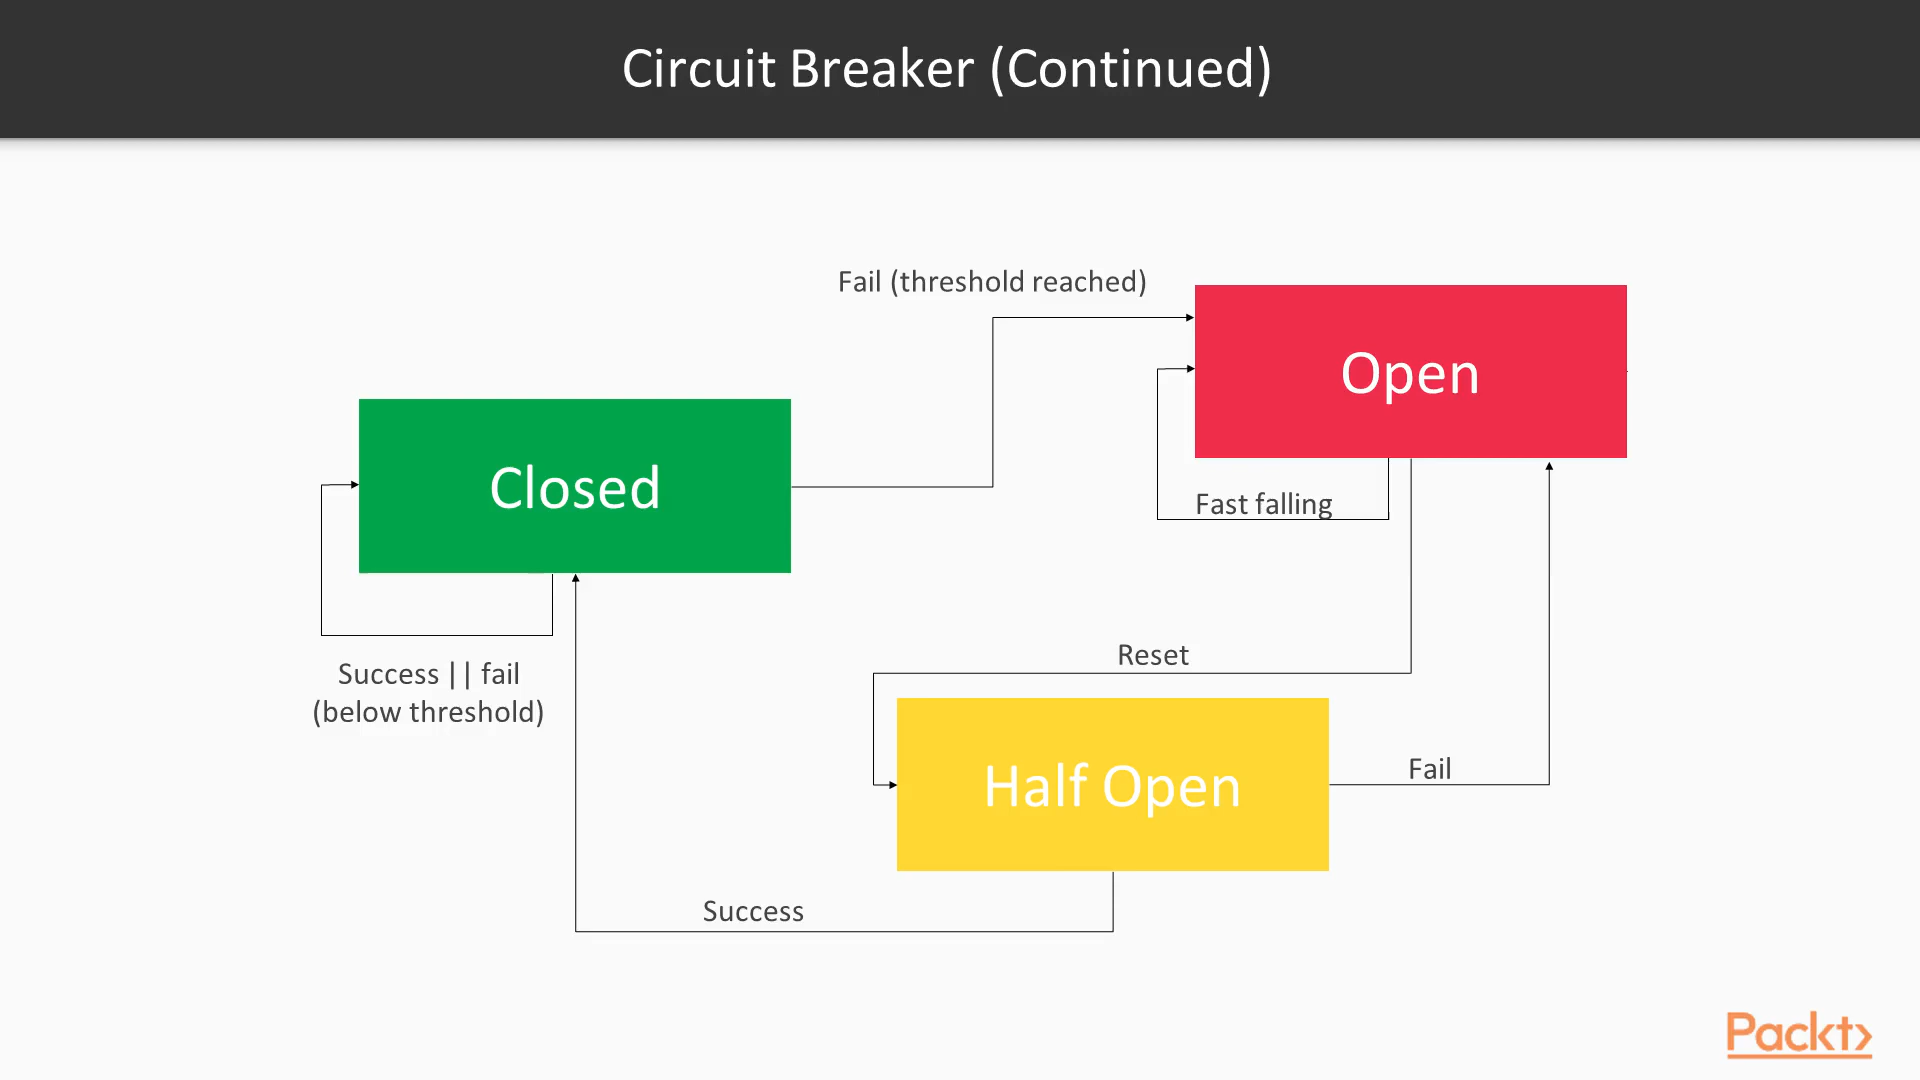 Circuit Breaker (Continued)
Fail (threshold reached)
Open
Closed
Fast falling
Success || fail
(below threshold)
Reset
Half Open
Fail
Success
Packt>